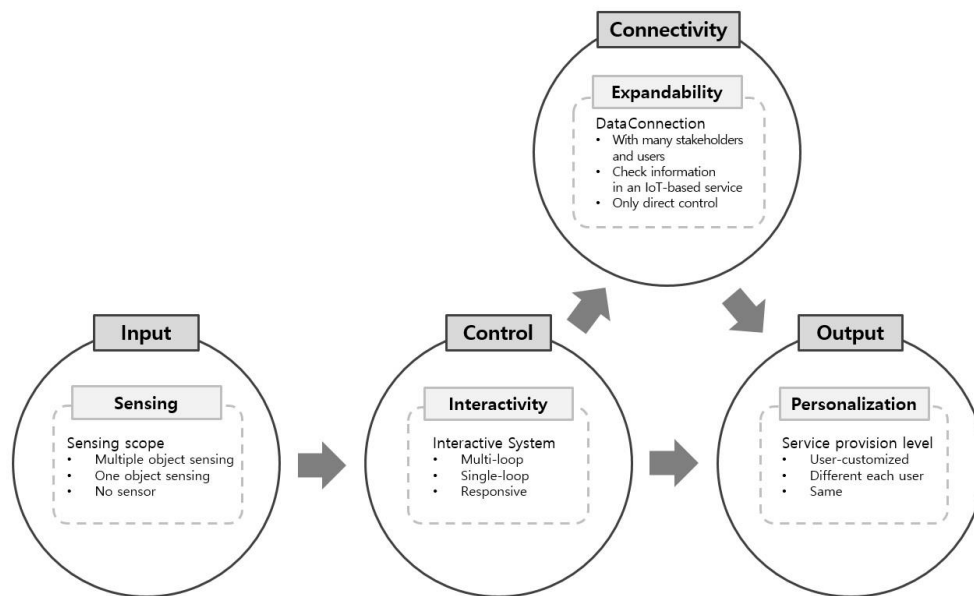 Connectivity
Expandability
DataConnection
• With many stakeholders
and users
• Check information
in an IoT-based service
• Only direct control
Input
Sensing
Sensing scope
• Multiple object sensing
• One object sensing
• No sensor
Control
Interactivity
Interactive System
• Multi-loop
• Single-loop
• Responsive
Output
Personalization
Service provision level
• User-customized
• Different each user
• Same